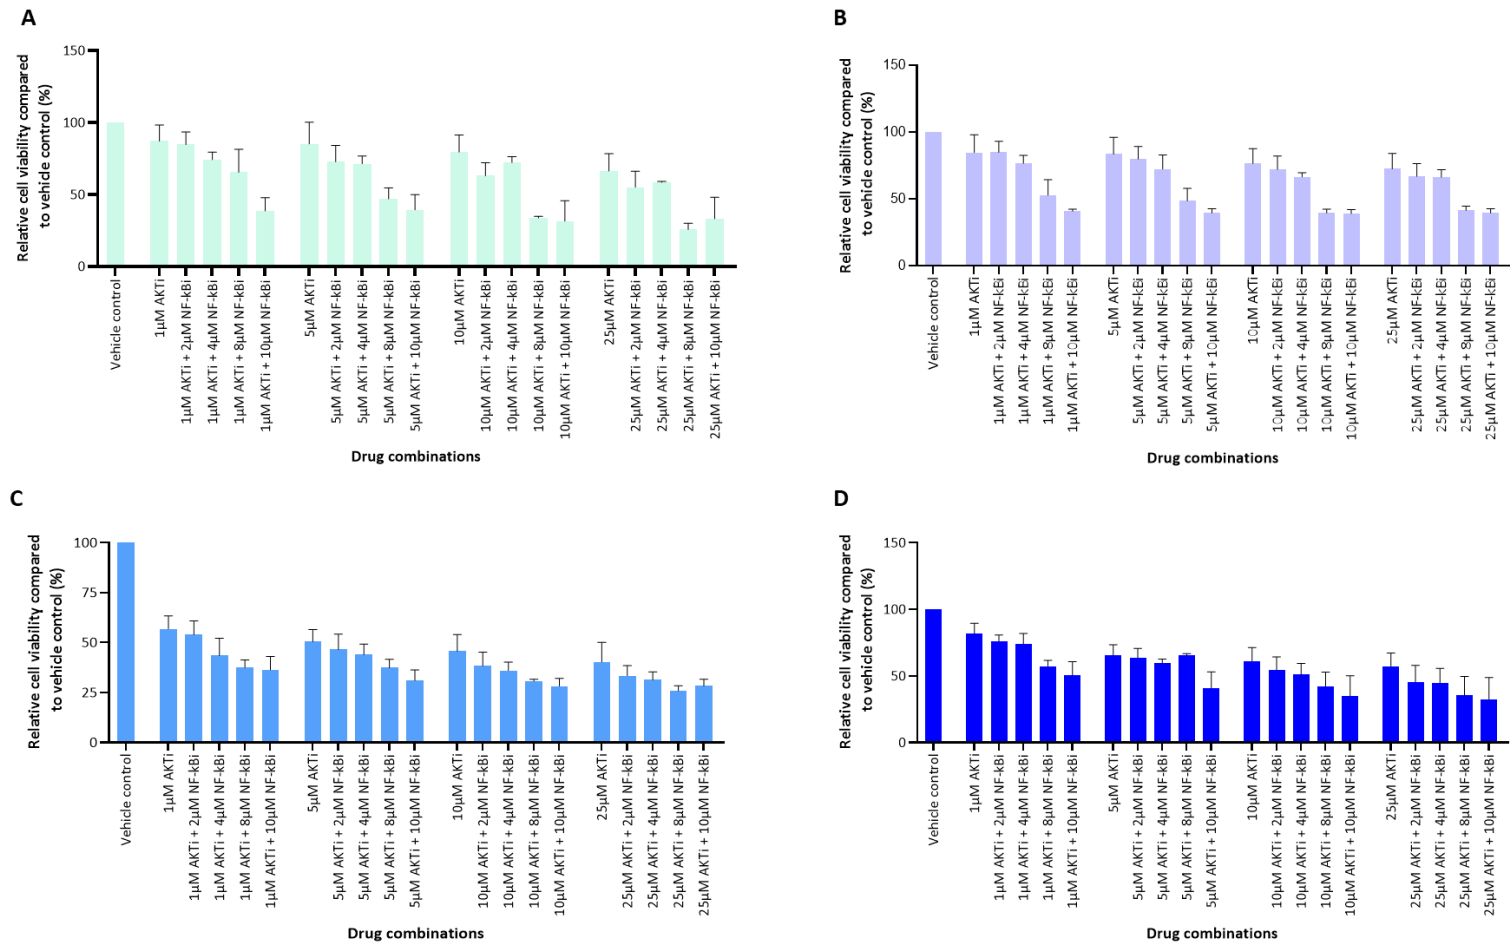 A
Relative cell viability compared
to vehicle control (%)
150
100
50
0
Vehicle control
1µM AKTi
1µM AKTi + 2µM NF-kBi
1µM AKTi + 4µM NF-kBi
1µM AKTi + 8µM NF-kBi
1µM AKTi + 10µM NF-kBi
5µM AKTi
5µM AKTi + 2µM NF-kBi
5µM AKTi + 4µM NF-kBi
5µM AKTi + 8µM NF-kBi
5µM AKTi + 10µM NF-kBi
10µM AKTi
10µM AKTi + 2µM NF-kBi
10µM AKTi + 4µM NF-kBi
10µM AKTi + 8µM NF-kBi
10µM AKTi + 10µM NF-kBi
25µM AKTi
25µM AKTi + 2µM NF-kBi
25µM AKTi + 4µM NF-kBi
25µM AKTi + 8µM NF-kBi
25µM AKTi + 10µM NF-kBi
Drug combinations
B
Relative cell viability compared
to vehicle control (%)
150
100
50
0
Vehicle control
1µM AKTi
1µM AKTi + 2µM NF-kBi
1µM AKTi + 4µM NF-kBi
1µM AKTi + 8µM NF-kBi
1µM AKTi + 10µM NF-kBi
5µM AKTi
5µM AKTi + 2µM NF-kBi
5µM AKTi + 4µM NF-kBi
5µM AKTi + 8µM NF-kBi
5µM AKTi + 10µM NF-kBi
10µM AKTi
10µM AKTi + 2µM NF-kBi
10µM AKTi + 4µM NF-kBi
10µM AKTi + 8µM NF-kBi
10µM AKTi + 10µM NF-kBi
25µM AKTi
25µM AKTi + 2µM NF-kBi
25µM AKTi + 4µM NF-kBi
25µM AKTi + 8µM NF-kBi
25µM AKTi + 10µM NF-kBi
Drug combinations
C
Relative cell viability compared
to vehicle control (%)
100
75
50
25
0
Vehicle control
1µM AKTi
1µM AKTi + 2µM NF-kBi
1µM AKTi + 4µM NF-kBi
1µM AKTi + 8µM NF-kBi
1µM AKTi + 10µM NF-kBi
5µM AKTi
5µM AKTi + 2µM NF-kBi
5µM AKTi + 4µM NF-kBi
5µM AKTi + 8µM NF-kBi
5µM AKTi + 10µM NF-kBi
10µM AKTi
10µM AKTi + 2µM NF-kBi
10µM AKTi + 4µM NF-kBi
10µM AKTi + 8µM NF-kBi
10µM AKTi + 10µM NF-kBi
25µM AKTi
25µM AKTi + 2µM NF-kBi
25µM AKTi + 4µM NF-kBi
25µM AKTi + 8µM NF-kBi
25µM AKTi + 10µM NF-kBi
Drug combinations
D
Relative cell viability compared
to vehicle control (%)
150
100
50
0
Vehicle control
1µM AKTi
1µM AKTi + 2µM NF-kBi
1µM AKTi + 4µM NF-kBi
1µM AKTi + 8µM NF-kBi
1µM AKTi + 10µM NF-kBi
5µM AKTi
5µM AKTi + 2µM NF-kBi
5µM AKTi + 4µM NF-kBi
5µM AKTi + 8µM NF-kBi
5µM AKTi + 10µM NF-kBi
10µM AKTi
10µM AKTi + 2µM NF-kBi
10µM AKTi + 4µM NF-kBi
10µM AKTi + 8µM NF-kBi
10µM AKTi + 10µM NF-kBi
25µM AKTi
25µM AKTi + 2µM NF-kBi
25µM AKTi + 4µM NF-kBi
25µM AKTi + 8µM NF-kBi
25µM AKTi + 10µM NF-kBi
Drug combinations